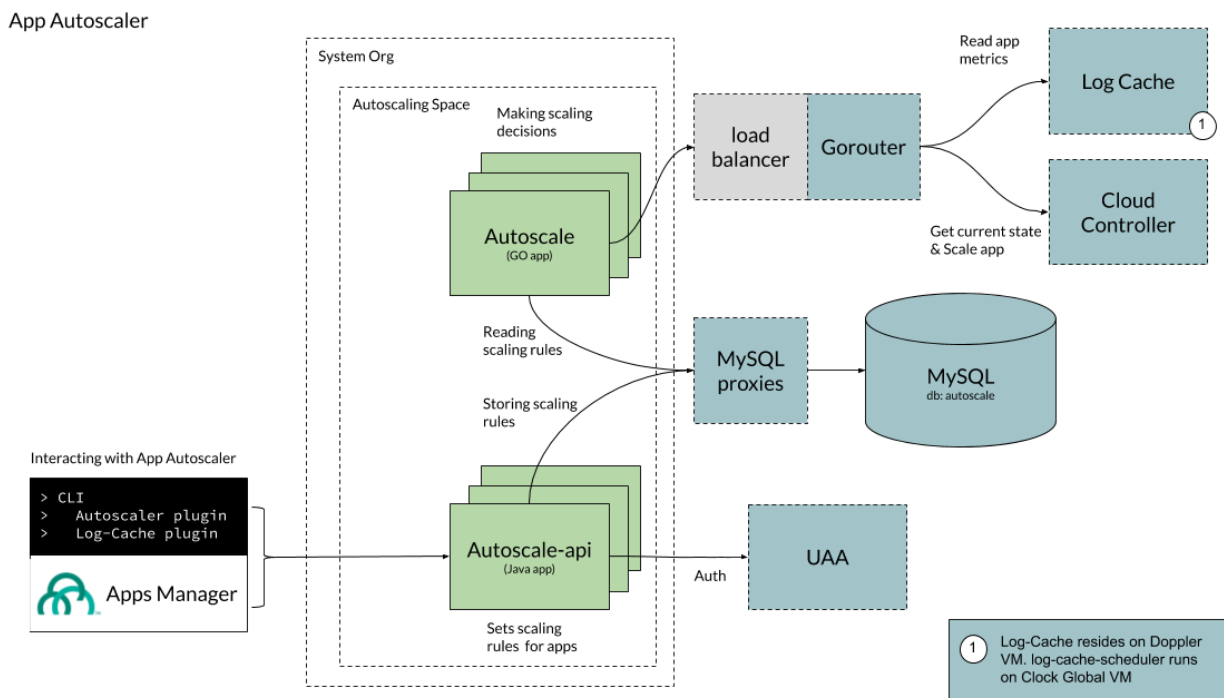 App Autoscaler
System Org
Autoscaling Space
Making scaling
decisions
Autoscale
(GO app)
load
balancer
Gorouter
Read app
metrics
Log Cache
1
Cloud
Controller
Get current state
& Scale app
Reading
scaling rules
MySQL
proxies
MySQL
db: autoscale
Storing scaling
rules
Interacting with App Autoscaler
> CLI
> Autoscaler plugin
> Log-Cache plugin
Apps Manager
TM
Autoscale-api
(Java app)
Auth
UAA
Sets scaling
rules for apps
1
Log-Cache resides on Doppler
VM. log-cache-scheduler runs
on Clock Global VM